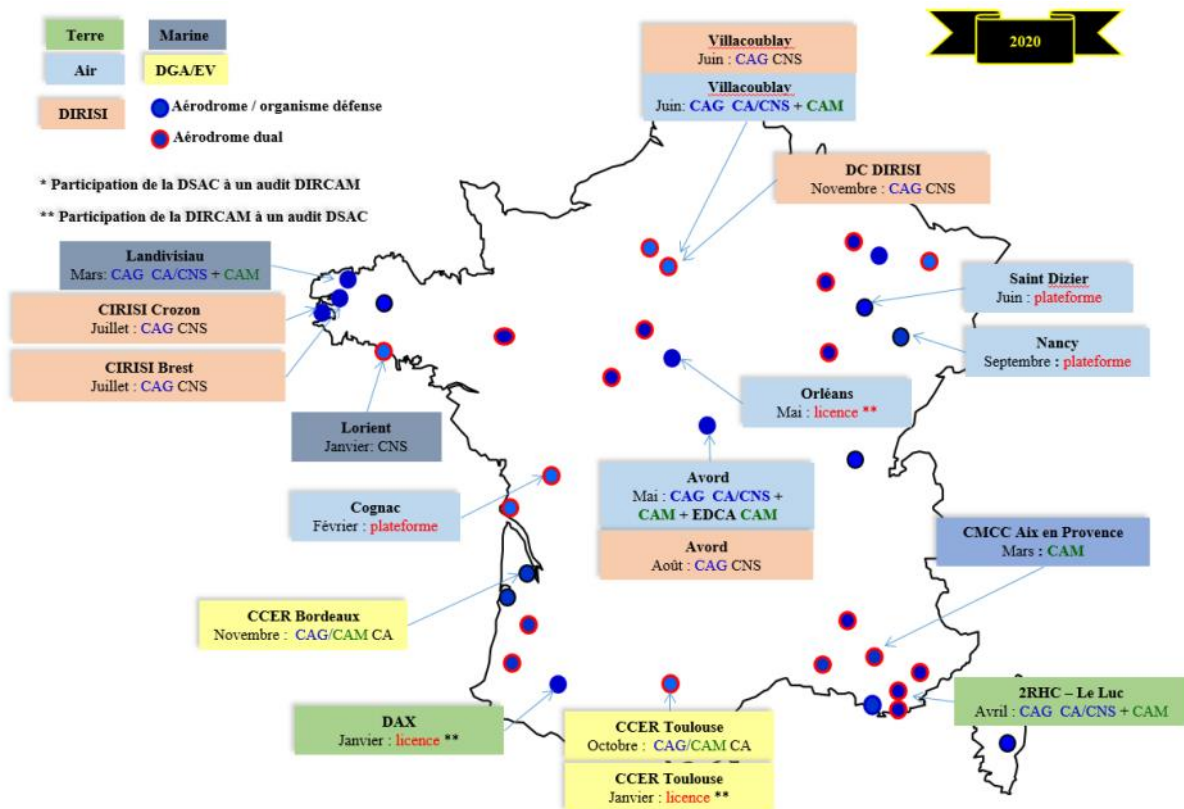 Terre
Marine
Air
DGA/EV
DIRISI
Aérodrome / organisme défense
Aérodrome dual
* Participation de la DSAC à un audit DIRCAM
** Participation de la DIRCAM à un audit DSAC
2020
Villacoublay
Juin : CAG CNS
Villacoublay
Juin: CAG CA/CNS + CAM
DC DIRISI
Novembre : CAG CNS
Landivisiau
Mars: CAG CA/CNS + CAM
CIRISI Crozon
Juillet : CAG CNS
CIRISI Brest
Juillet : CAG CNS
Lorient
Janvier: CNS
Saint Dizier
Juin : plateforme
Nancy
Septembre : plateforme
Orléans
Mai : licence **
Cognac
Février : plateforme
Avord
Mai : CAG CA/CNS +
CAM + EDCA CAM
Avord
Août : CAG CNS
CMCC Aix en Provence
Mars : CAM
CCER Bordeaux
Novembre : CAG/CAM CA
DAX
Janvier : licence **
CCER Toulouse
Octobre : CAG/CAM CA
CCER Toulouse
Janvier : licence **
2RHC – Le Luc
Avril : CAG CA/CNS + CAM